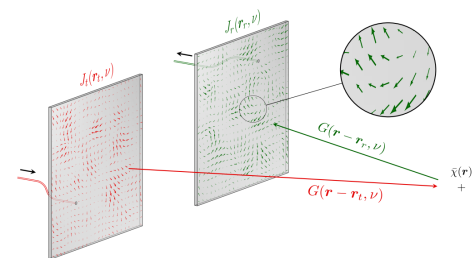 J_r(r_r, ν)
J_t(r_t, ν)
G(r − r_r, ν)
χ̄(r)
+
G(r − r_t, ν)